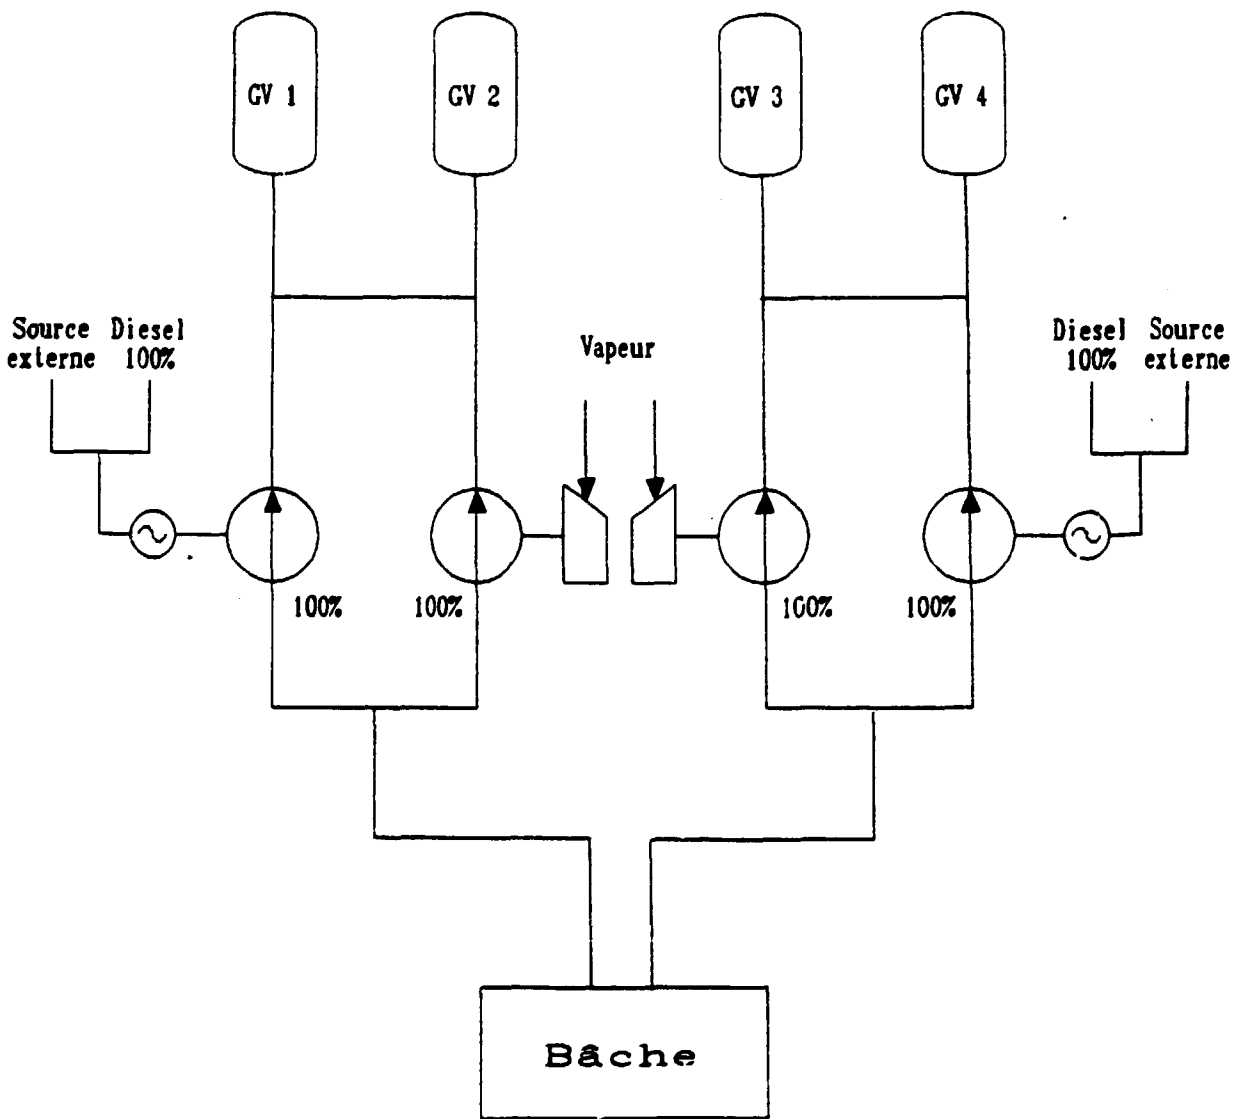 GV 1
GV 2
GV 3
GV 4
Source
externe
Diesel
100%
Vapeur
Diesel
100%
Source
externe
100%
100%
100%
100%
Bâche